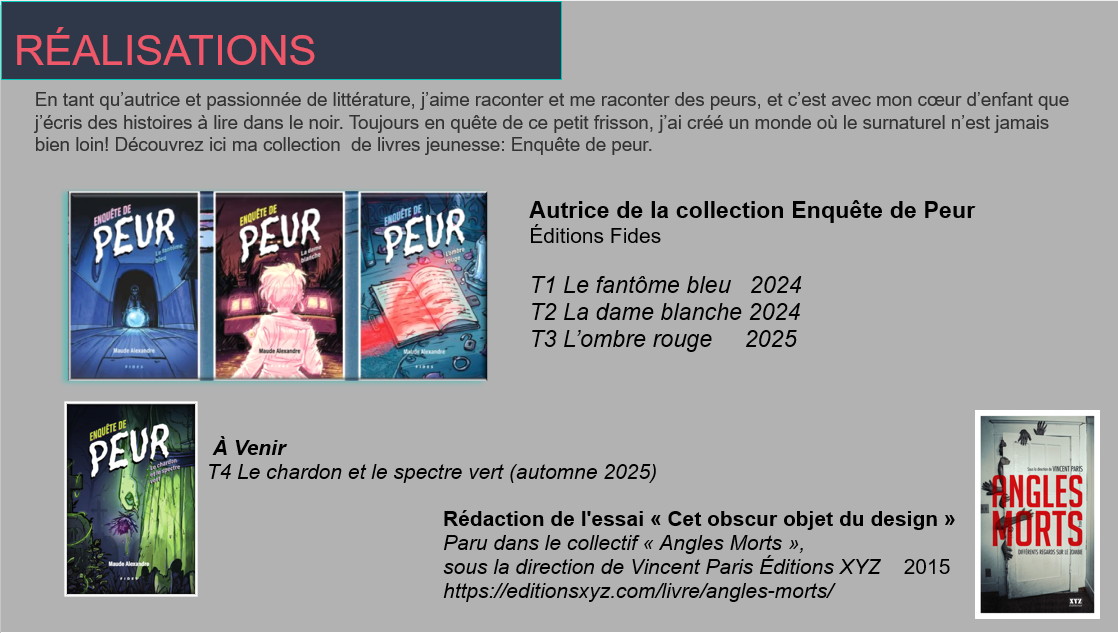 RÉALISATIONS
En tant qu’autrice et passionnée de littérature, j’aime raconter et me raconter des peurs, et c’est avec mon cœur d’enfant que
j’écris des histoires à lire dans le noir. Toujours en quête de ce petit frisson, j’ai créé un monde où le surnaturel n’est jamais
bien loin! Découvrez ici ma collection  de livres jeunesse: Enquête de peur.
ENQUÊTE DE
PEUR
Le fantôme
bleu
Maude Alexandre
FIDES
ENQUÊTE DE
PEUR
La dame
blanche
Maude Alexandre
FIDES
ENQUÊTE DE
PEUR
L'ombre
rouge
Maude Alexandre
FIDES
Autrice de la collection Enquête de Peur
Éditions Fides
T1 Le fantôme bleu   2024
T2 La dame blanche 2024
T3 L’ombre rouge     2025
ENQUÊTE DE
PEUR
Le chardon
et le spectre
vert
Maude Alexandre
FIDES
À Venir
T4 Le chardon et le spectre vert (automne 2025)
Rédaction de l'essai « Cet obscur objet du design »
Paru dans le collectif « Angles Morts »,
sous la direction de Vincent Paris Éditions XYZ    2015
https://editionsxyz.com/livre/angles-morts/
Sous la direction de VINCENT PARIS
ANGLES
MORTS
DIFFÉRENTS REGARDS SUR LE ZOMBIE
XYZ